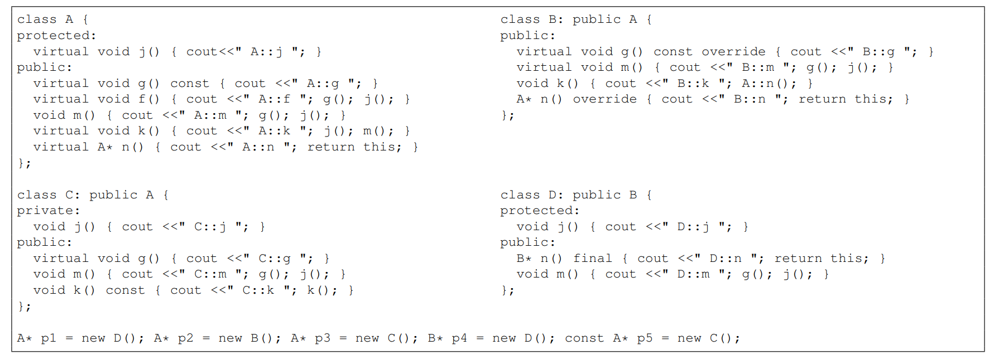 class A {
protected:
  virtual void j() { cout<<" A::j "; }
public:
  virtual void g() const { cout <<" A::g "; }
  virtual void f() { cout <<" A::f "; g(); j(); }
  void m() { cout <<" A::m "; g(); j(); }
  virtual void k() { cout <<" A::k "; j(); m(); }
  virtual A* n() { cout <<" A::n "; return this; }
};
class B: public A {
public:
  virtual void g() const override { cout <<" B::g "; }
  virtual void m() { cout <<" B::m "; g(); j(); }
  void k() { cout <<" B::k "; A::n(); }
  A* n() override { cout <<" B::n "; return this; }
};
class C: public A {
private:
  void j() { cout <<" C::j "; }
public:
  virtual void g() { cout <<" C::g "; }
  void m() { cout <<" C::m "; g(); j(); }
  void k() const { cout <<" C::k "; k(); }
};
class D: public B {
protected:
  void j() { cout <<" D::j "; }
public:
  B* n() final { cout <<" D::n "; return this; }
  void m() { cout <<" D::m "; g(); j(); }
};
A* p1 = new D(); A* p2 = new B(); A* p3 = new C(); B* p4 = new D(); const A* p5 = new C();